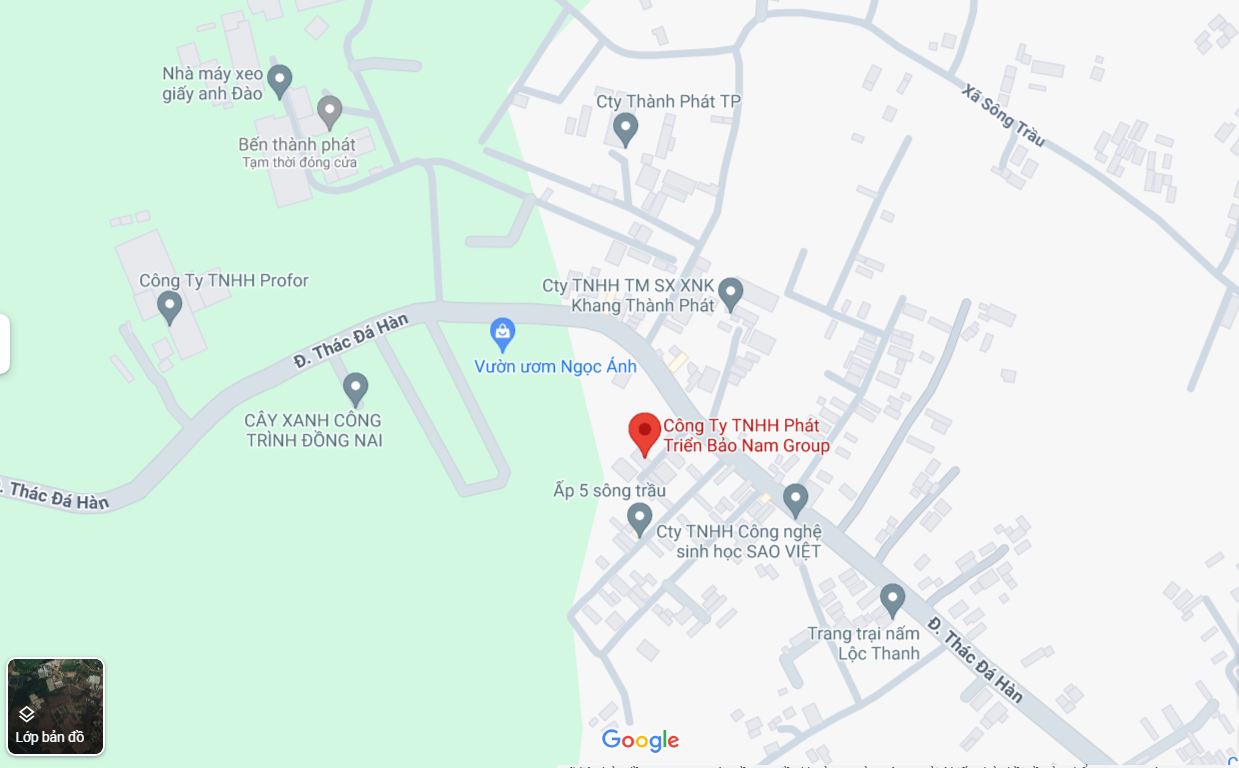 Nhà máy xeo
giấy anh Đào
Bến thành phát
Tạm thời đóng cửa
Cty Thành Phát TP
Xã Sông Trầu
Công Ty TNHH Profor
Cty TNHH TM SX XNK
Khang Thành Phát
Đ. Thác Đá Hàn
Vườn ươm Ngọc Ánh
CÂY XANH CÔNG
TRÌNH ĐỒNG NAI
Công Ty TNHH Phát
Triển Bảo Nam Group
. Thác Đá Hàn
Ấp 5 sông trầu
Cty TNHH Công nghệ
sinh học SAO VIỆT
Trang trại nấm
Lộc Thanh
Đ. Thác Đá Hàn
Lớp bản đồ
Google